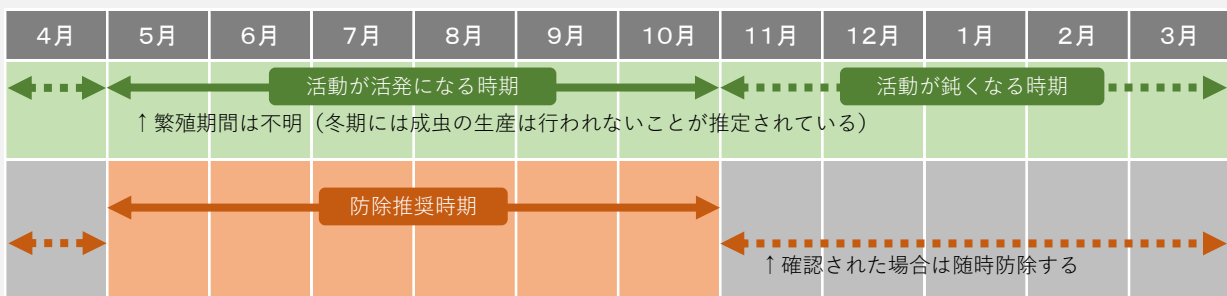 4月 5月 6月 7月 8月 9月 10月 11月 12月 1月 2月 3月
活動が活発になる時期 活動が鈍くなる時期
↑繁殖期間は不明（冬期には成虫の生産は行われないことが推定されている）
防除推奨時期
↑確認された場合は随時防除する